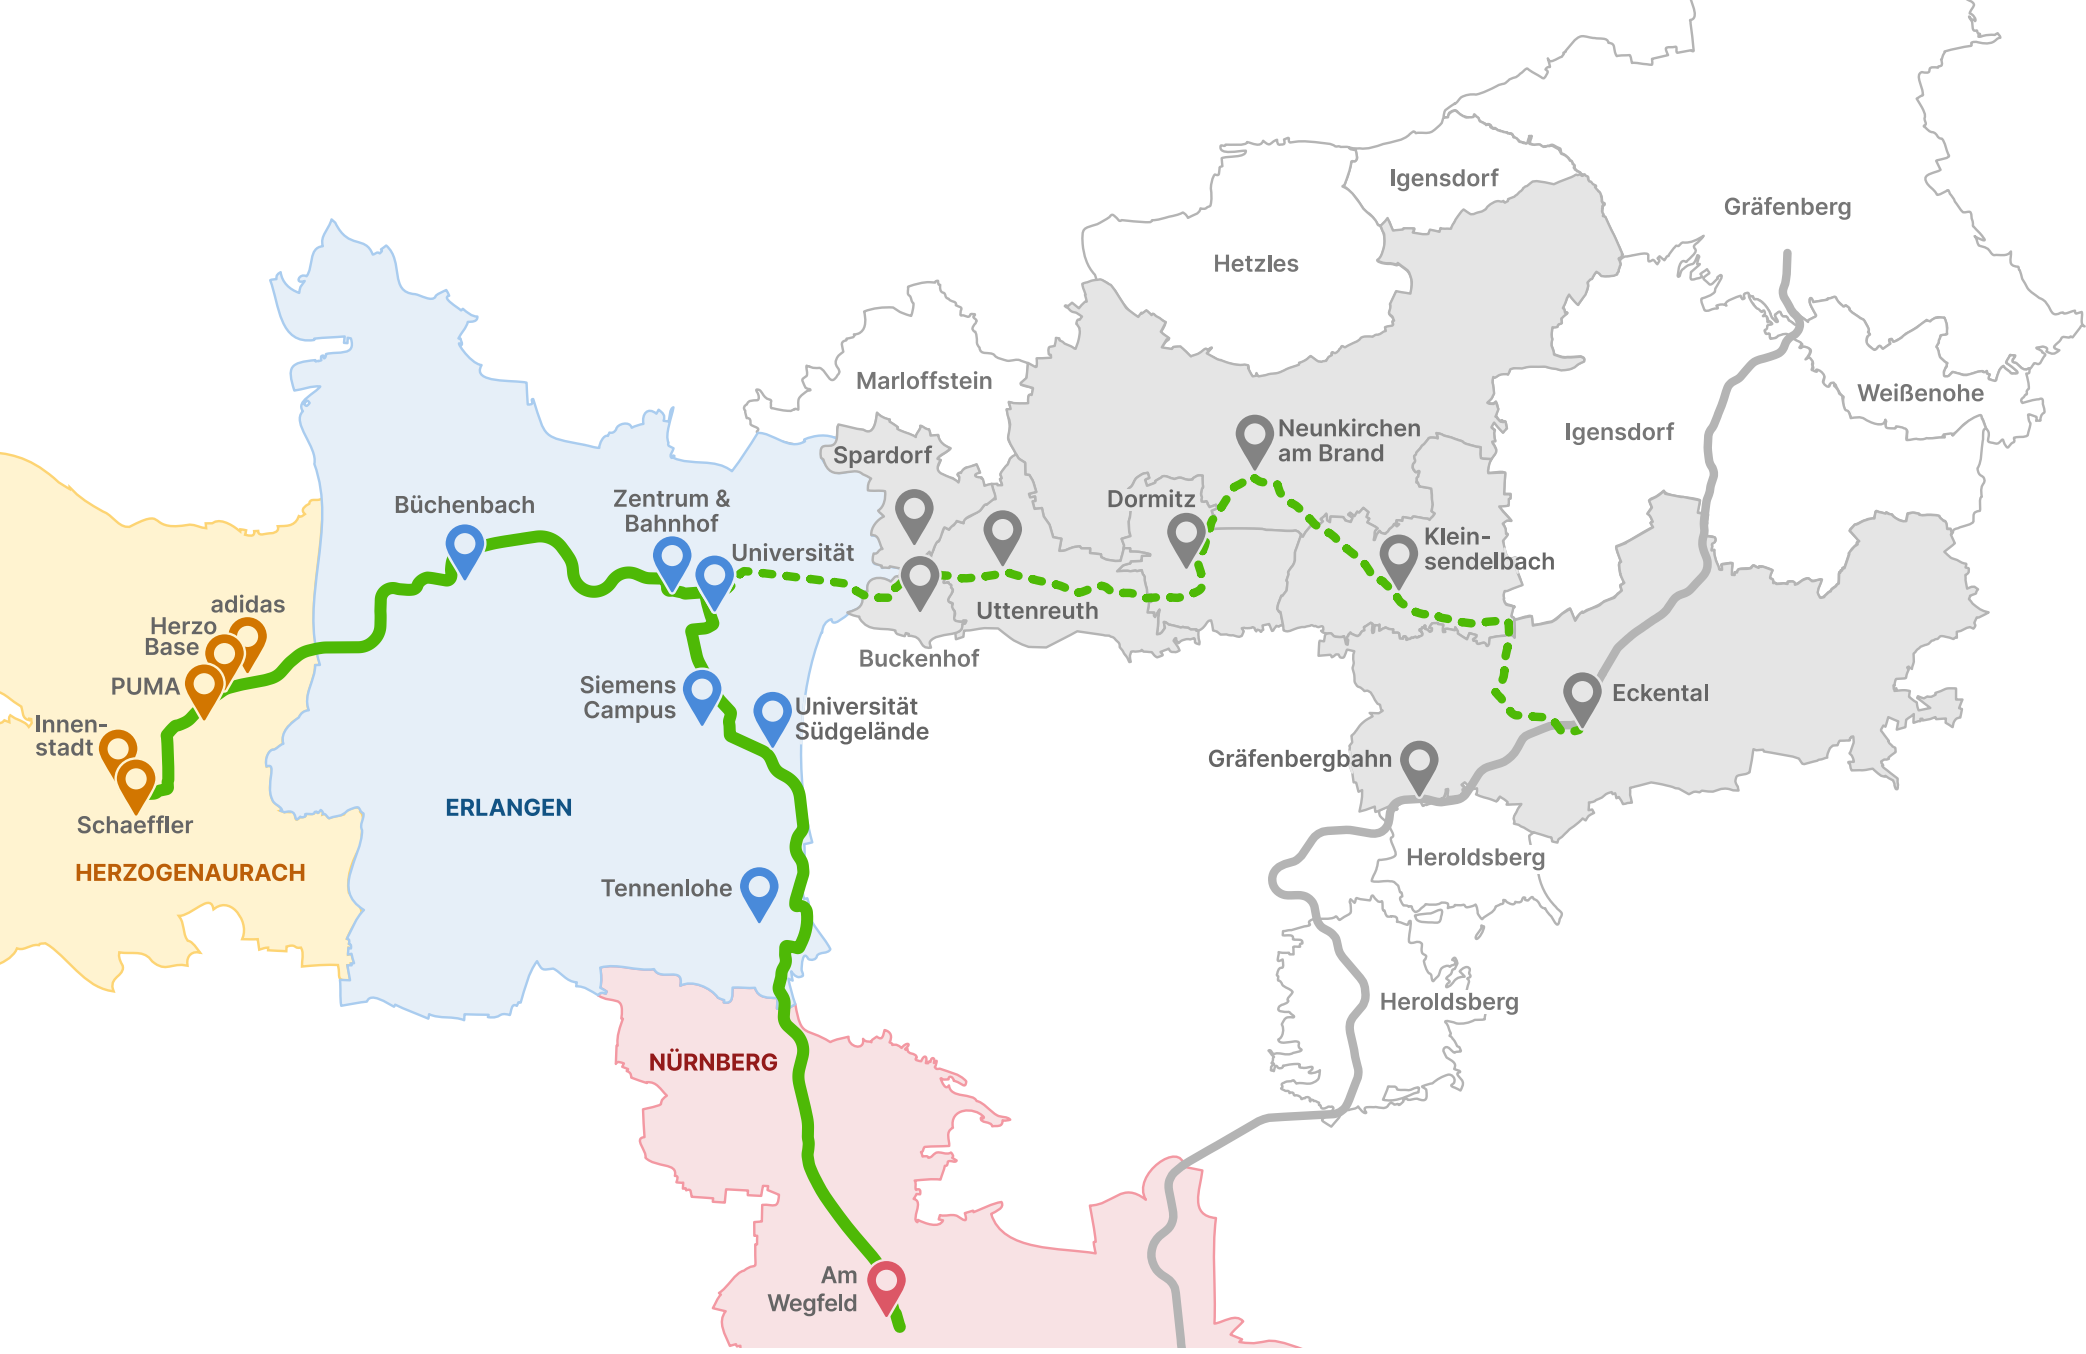 Igensdorf
Gräfenberg
Hetzles
Marloffstein
Weißenohe
Neunkirchen
am Brand
Igensdorf
Spardorf
Büchenbach
Zentrum &
Bahnhof
Dormitz
Universität
Klein-
sendelbach
adidas
Herzo
Base
Uttenreuth
Buckenhof
PUMA
Siemens
Campus
Universität
Südgelände
Eckental
Innen-
stadt
Gräfenbergbahn
Schaeffler
ERLANGEN
Heroldsberg
HERZOGENAURACH
Tennenlohe
Heroldsberg
NÜRNBERG
Am
Wegfeld